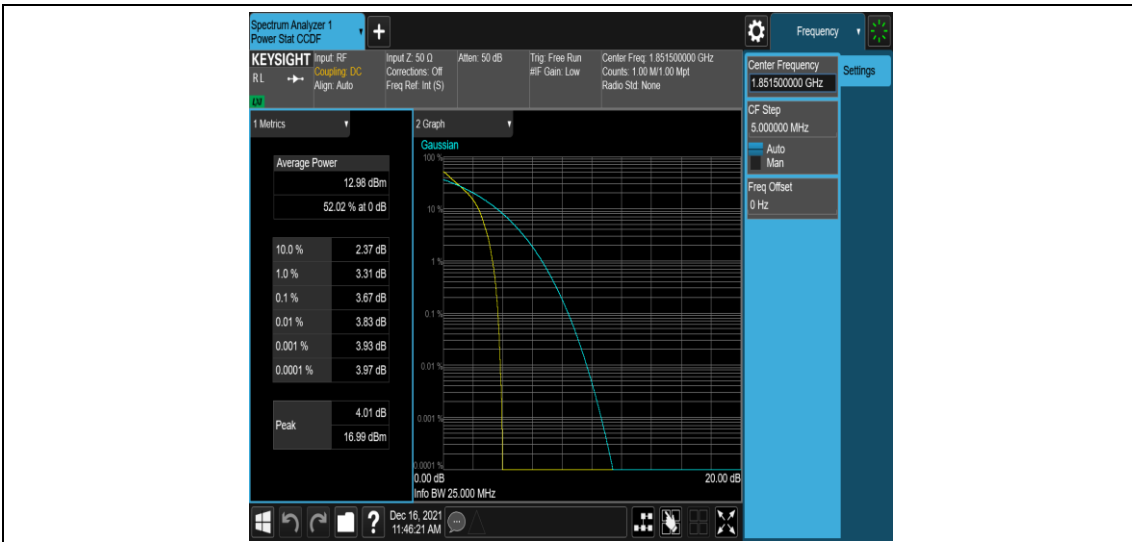 Spectrum Analyzer 1
Power Stat CCDF
Frequency
KEYSIGHT
RL
LXI
Input: RF
Coupling: DC
Align: Auto
Input Z: 50 Ω
Corrections: Off
Freq Ref: Int (S)
Atten: 50 dB
Trig: Free Run
#IF Gain: Low
Center Freq: 1.851500000 GHz
Counts: 1.00 M/1.00 Mpt
Radio Std: None
Center Frequency
1.851500000 GHz
Settings
CF Step
5.000000 MHz
Auto
Man
Freq Offset
0 Hz
1 Metrics
Average Power
12.98 dBm
52.02 % at 0 dB
10.0 % 2.37 dB
1.0 % 3.31 dB
0.1 % 3.67 dB
0.01 % 3.83 dB
0.001 % 3.93 dB
0.0001 % 3.97 dB
Peak
4.01 dB
16.99 dBm
2 Graph
Gaussian
100 %
10 %
1 %
0.1 %
0.01 %
0.001 %
0.0001 %
0.00 dB 20.00 dB
Info BW 25.000 MHz
?
Dec 16, 2021
11:46:21 AM